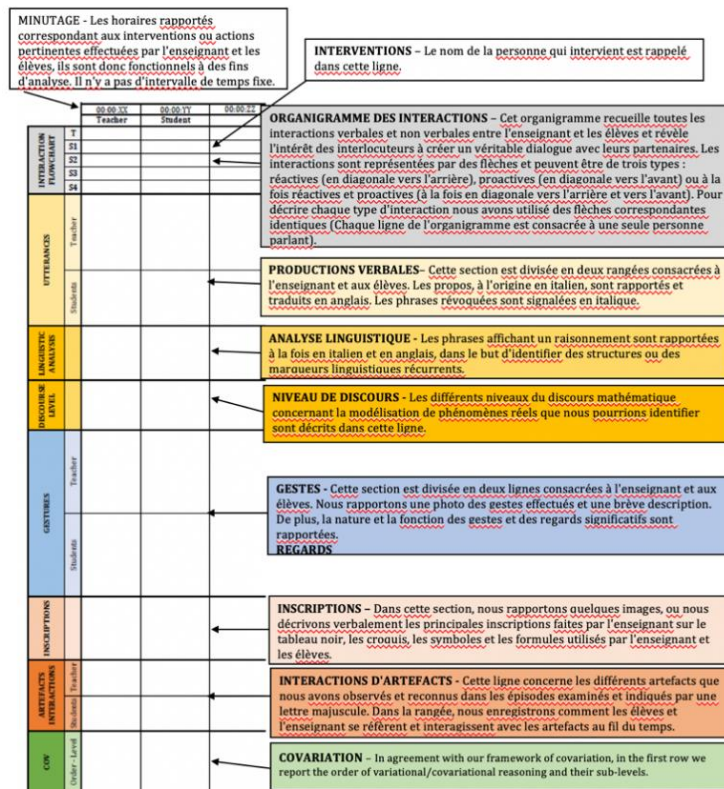 MINUTAGE - Les horaires rapportés
correspondant aux interventions ou actions
pertinentes effectuées par l'enseignant et les
élèves, ils sont donc fonctionnels à des fins
d'analyse. Il n'y a pas d'intervalle de temps fixe.
INTERVENTIONS – Le nom de la personne qui intervient est rappelé
dans cette ligne.
00:00:XX 00:00:YY 00:00:ZZ
Teacher Student
INTERACTION
FLOWCHART
T
S1
S2
S3
S4
ORGANIGRAMME DES INTERACTIONS – Cet organigramme recueille toutes les
interactions verbales et non verbales entre l'enseignant et les élèves et révèle
l'intérêt des interlocuteurs à créer un véritable dialogue avec leurs partenaires. Les
interactions sont représentées par des flèches et peuvent être de trois types :
réactives (en diagonale vers l'arrière), proactives (en diagonale vers l'avant) ou à la
fois réactives et proactives (à la fois en diagonale vers l'arrière et vers l'avant). Pour
décrire chaque type d'interaction nous avons utilisé des flèches correspondantes
identiques (Chaque ligne de l'organigramme est consacrée à une seule personne
parlant).
UTTERANCES
Teacher
Students
PRODUCTIONS VERBALES– Cette section est divisée en deux rangées consacrées à
l'enseignant et aux élèves. Les propos, à l'origine en italien, sont rapportés et
traduits en anglais. Les phrases révoquées sont signalées en italique.
LINGUISTIC
ANALYSIS
ANALYSE LINGUISTIQUE - Les phrases affichant un raisonnement sont rapportées
à la fois en italien et en anglais, dans le but d'identifier des structures ou des
marqueurs linguistiques récurrents.
DISCOURSE
LEVEL
NIVEAU DE DISCOURS - Les différents niveaux du discours mathématique
concernant la modélisation de phénomènes réels que nous pourrions identifier
sont décrits dans cette ligne.
GESTURES
Teacher
Students
GESTES - Cette section est divisée en deux lignes consacrées à l'enseignant et aux
élèves. Nous rapportons une photo des gestes effectués et une brève description.
De plus, la nature et la fonction des gestes et des regards significatifs sont
rapportées.
REGARDS
INSCRIPTIONS
INSCRIPTIONS – Dans cette section, nous rapportons quelques images, ou nous
décrivons verbalement les principales inscriptions faites par l'enseignant sur le
tableau noir, les croquis, les symboles et les formules utilisés par l'enseignant et
les élèves.
ARTEFACTS
INTERACTIONS
Teacher
Students
INTERACTIONS D'ARTEFACTS - Cette ligne concerne les différents artefacts que
nous avons observés et reconnus dans les épisodes examinés et indiqués par une
lettre majuscule. Dans la rangée, nous enregistrons comment les élèves et
l'enseignant se réfèrent et interagissent avec les artefacts au fil du temps.
COV
Order - Level
COVARIATION – In agreement with our framework of covariation, in the first row we
report the order of variational/covariational reasoning and their sub-levels.